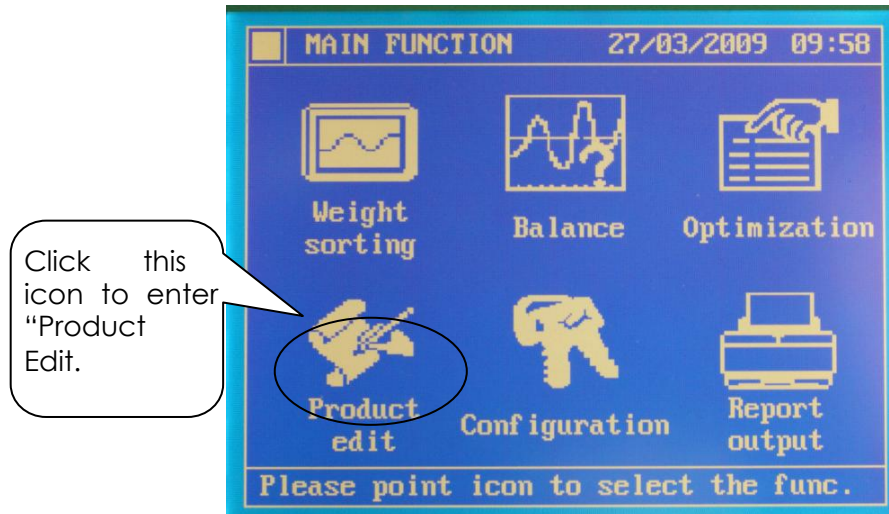 MAIN FUNCTION 27/03/2009 09:58
Weight
sorting
Balance
Optimization
Click this
icon to enter
“Product
Edit.
Product
edit
Configuration
Report
output
Please point icon to select the func.